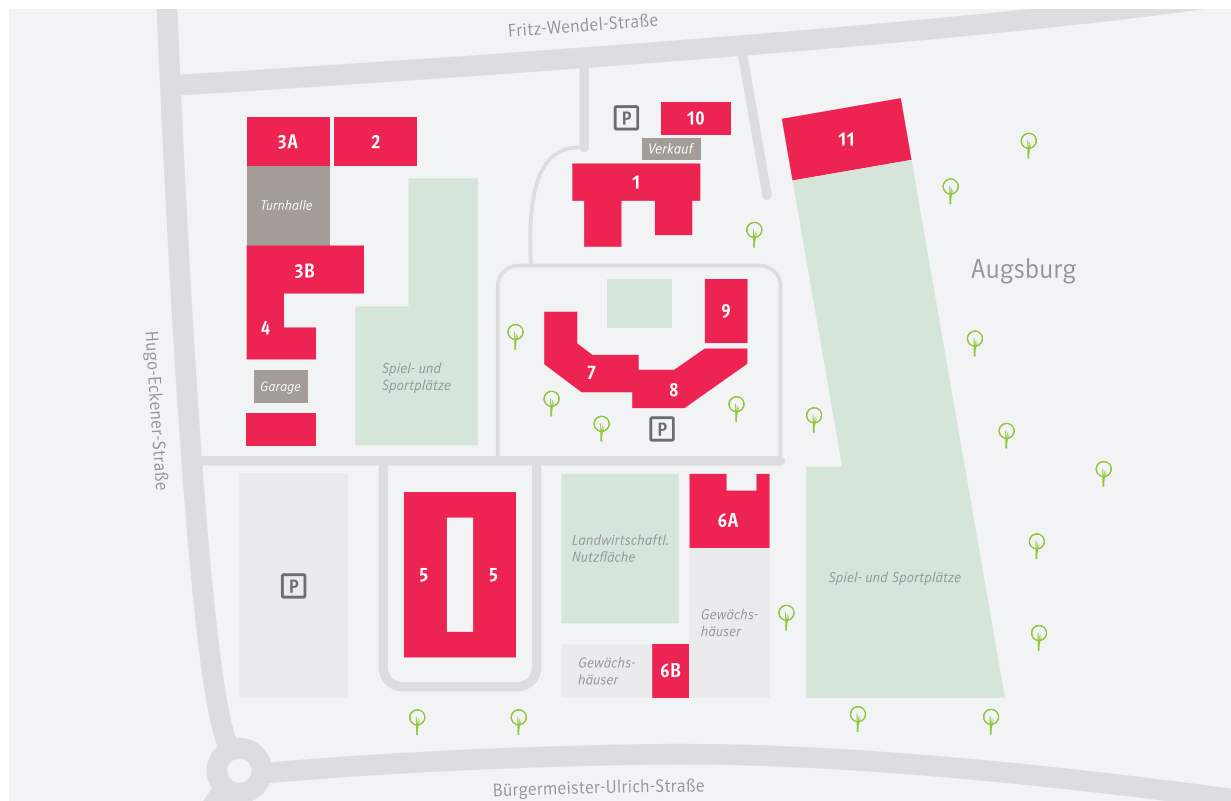 Fritz-Wendel-Straße
P
10
3A
2
Verkauf
11
1
Turnhalle
3B
Augsburg
9
4
Hugo-Eckener-Straße
Spiel- und
Sportplätze
7
8
Garage
P
6A
Landwirtschaftl.
Nutzfläche
5
5
P
Spiel- und Sportplätze
Gewächs-
häuser
Gewächs-
häuser
6B
Bürgermeister-Ulrich-Straße